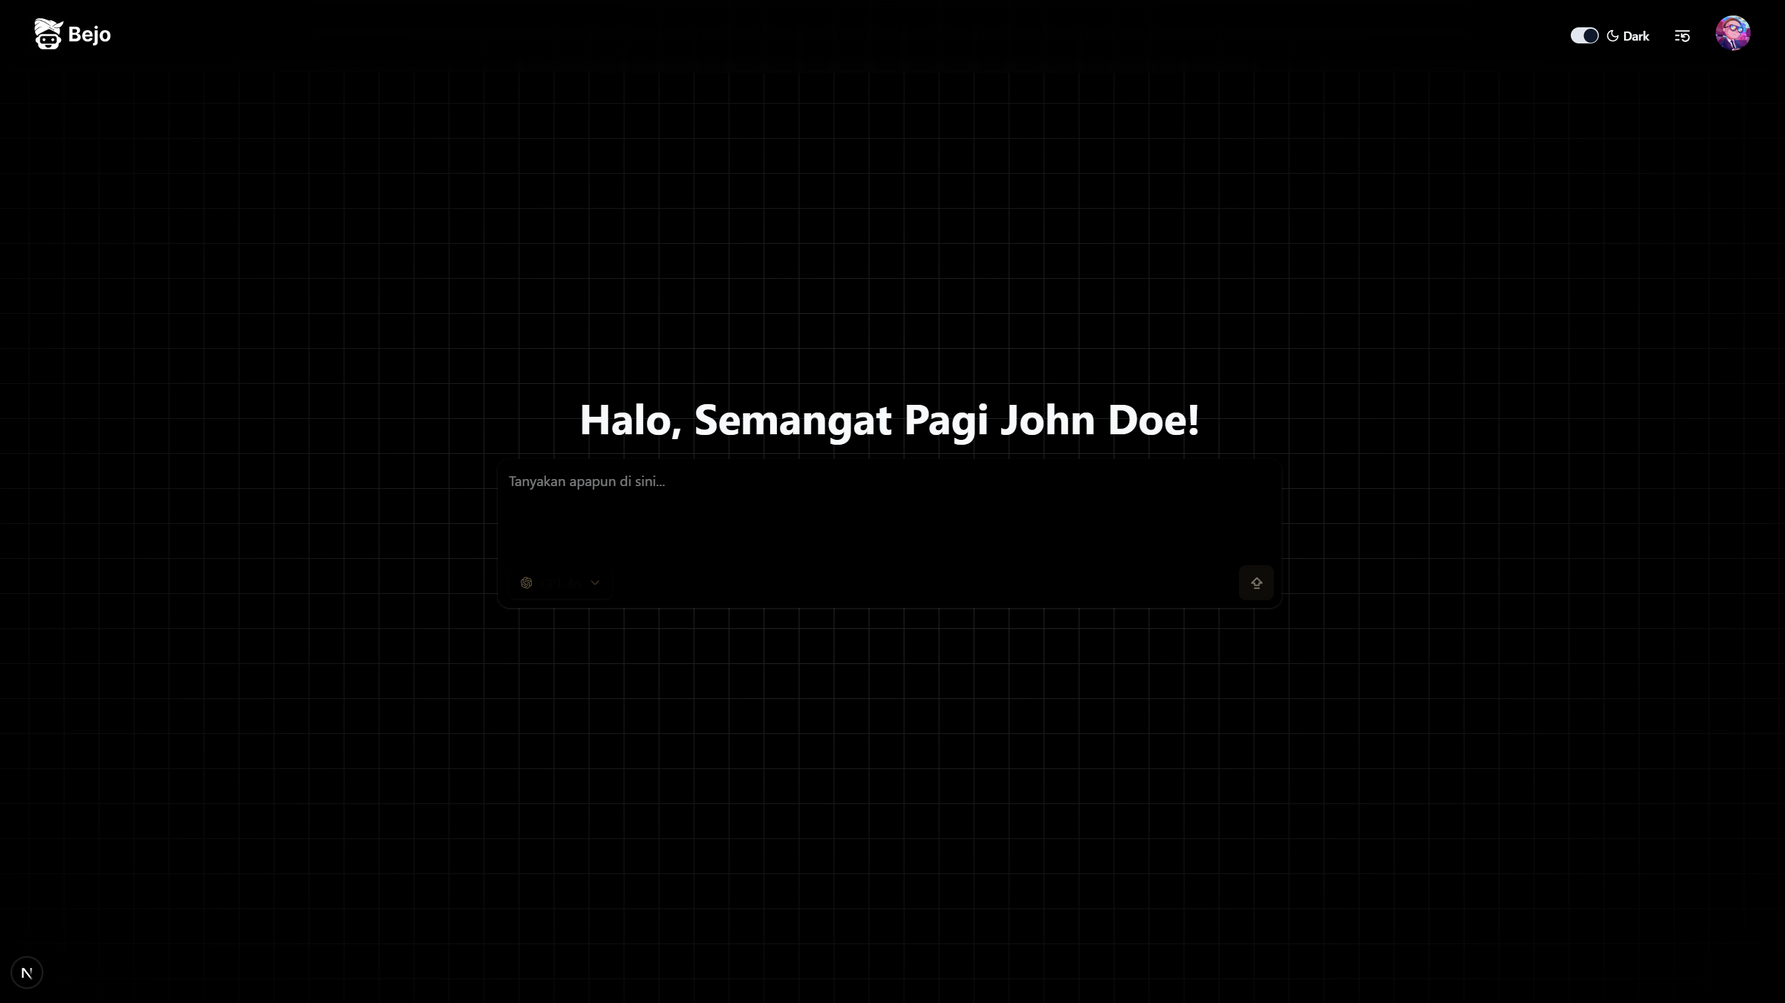 Bejo
Dark
Halo, Semangat Pagi John Doe!
Tanyakan apapun di sini...
N